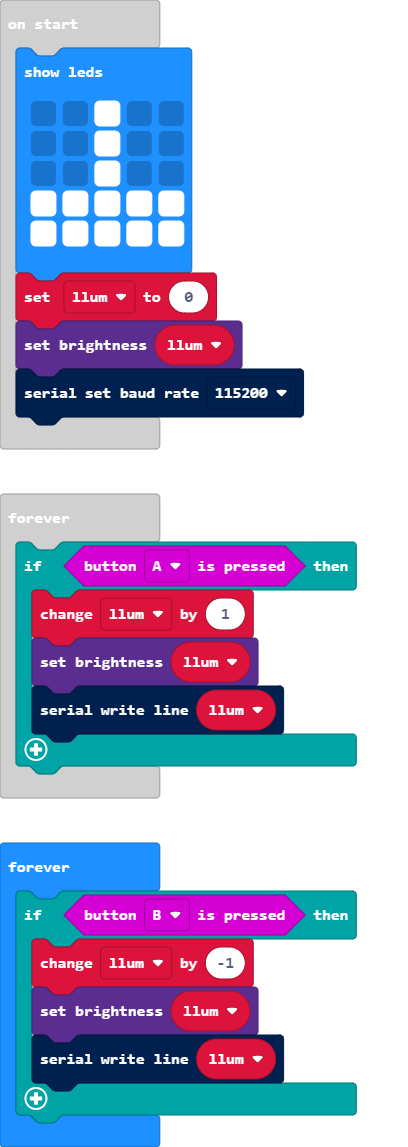 on start
show leds
set llum to 0
set brightness llum
serial set baud rate 115200
forever
if button A is pressed then
change llum by 1
set brightness llum
serial write line llum
forever
if button B is pressed then
change llum by -1
set brightness llum
serial write line llum